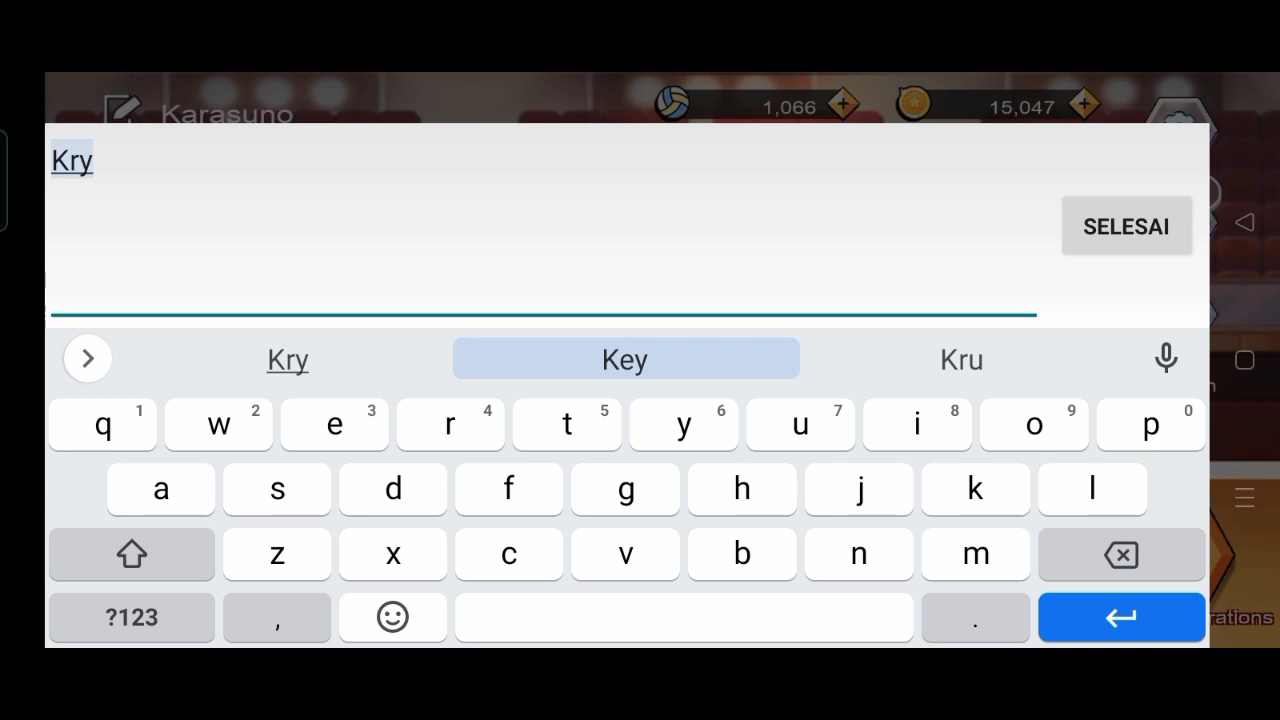 Karasuno
1,066
15,047
Kry
SELESAI
Kry Key Kru
q 1 w 2 e 3 r 4 t 5 y 6 u 7 i 8 o 9 p 0
a s d f g h j k l
z x c v b n m
?123 , .
rations